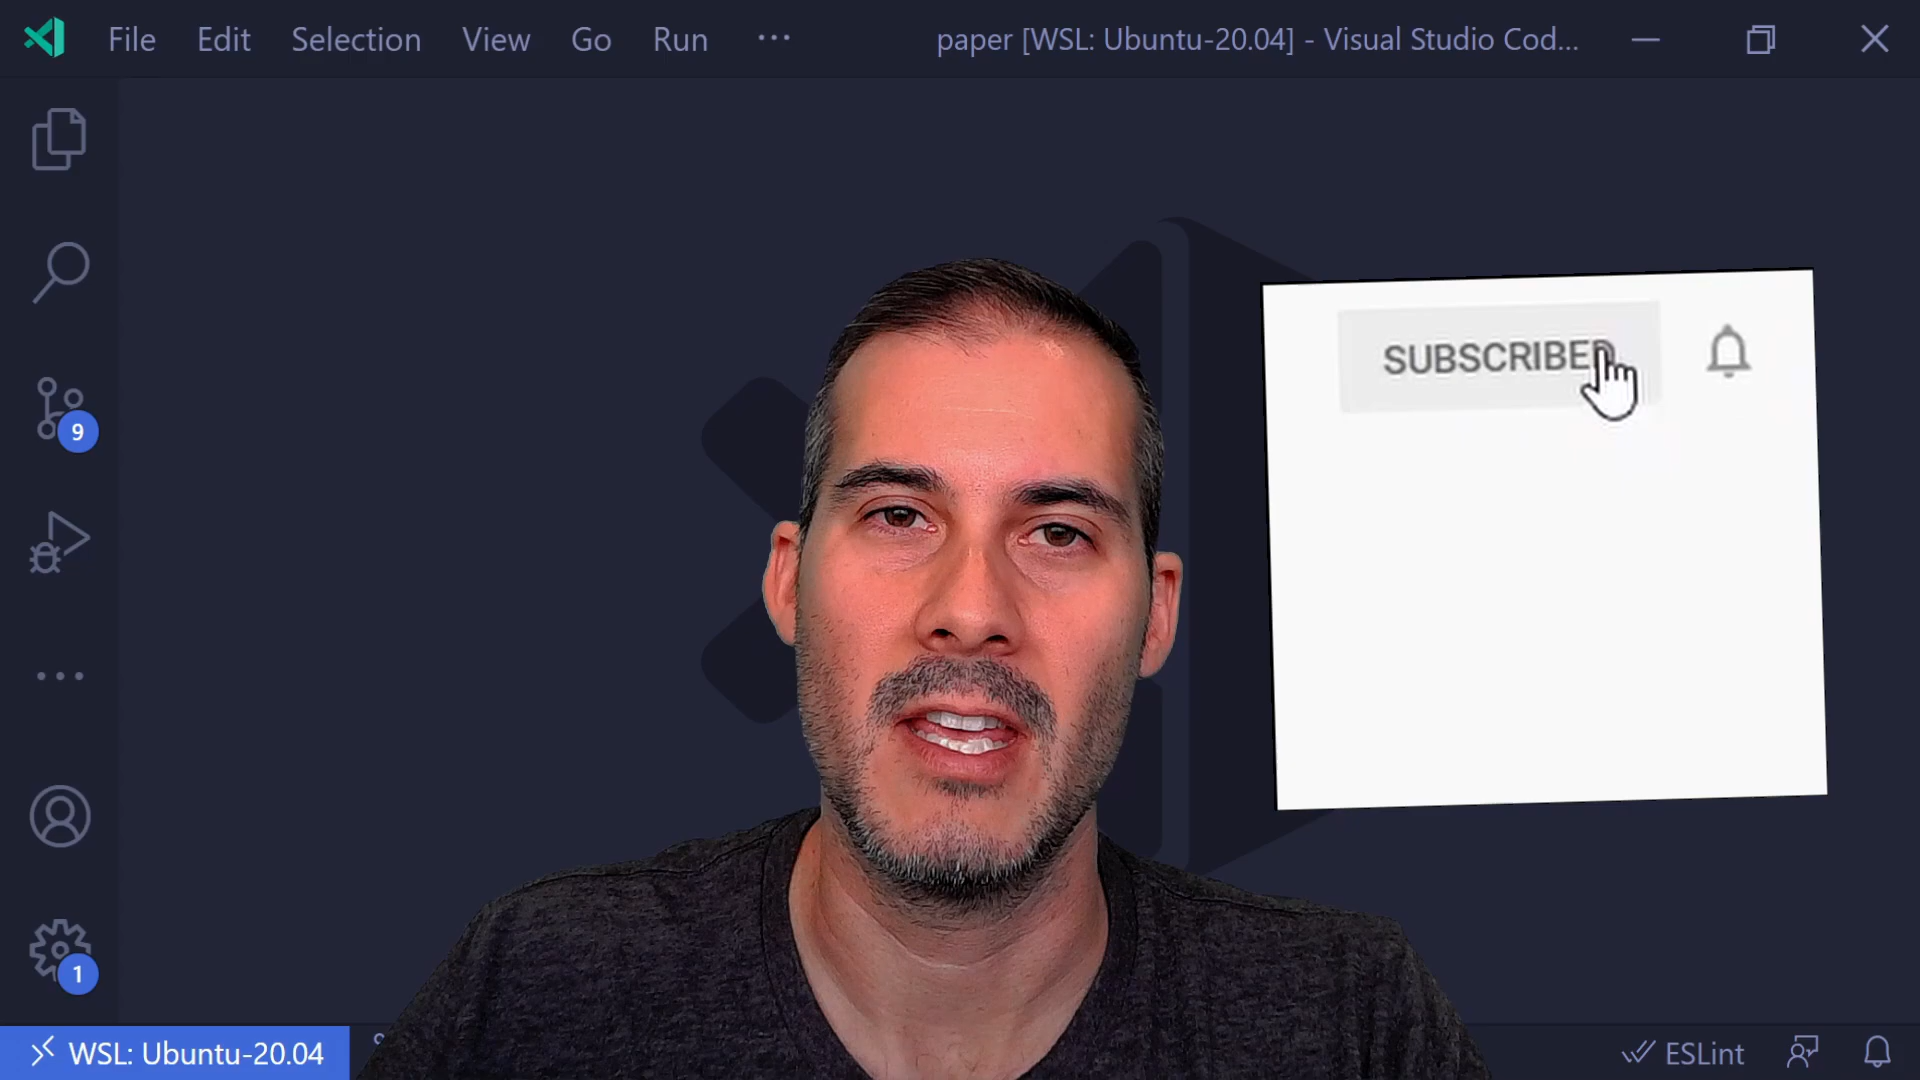 File Edit Selection View Go Run ··· paper [WSL: Ubuntu-20.04] - Visual Studio Cod...
SUBSCRIBED
9
1
WSL: Ubuntu-20.04 ESLint